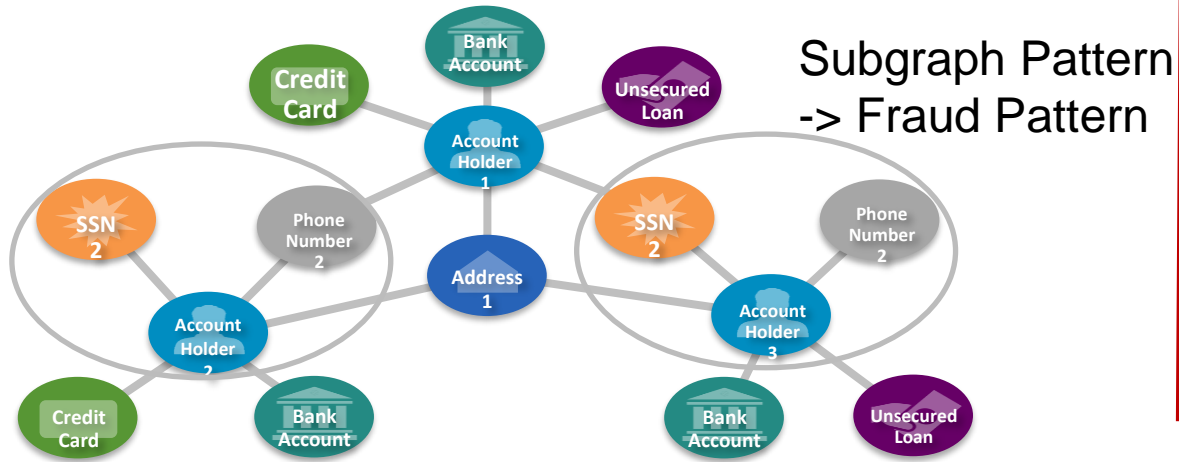 Subgraph Pattern
-> Fraud Pattern
Bank
Account
Credit
Card
Unsecured
Loan
Account
Holder
1
SSN
2
Phone
Number
2
SSN
2
Phone
Number
2
Address
1
Account
Holder
2
Account
Holder
3
Credit
Card
Bank
Account
Bank
Account
Unsecured
Loan